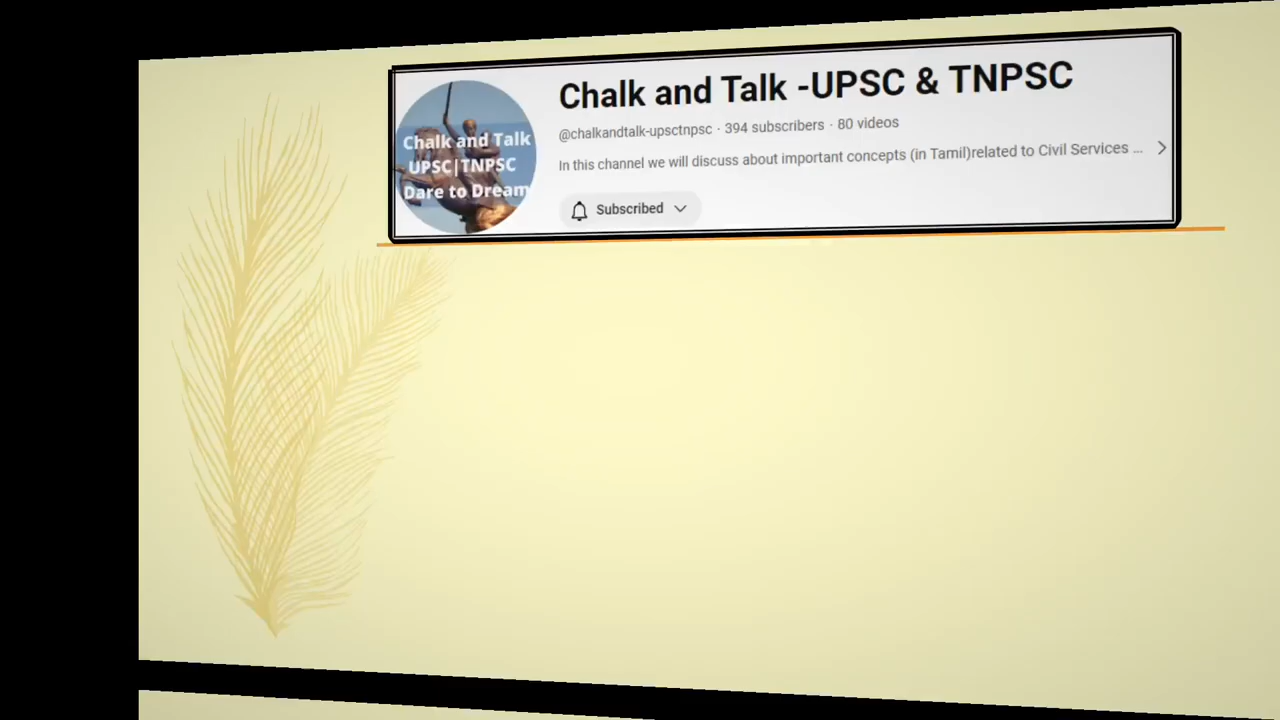 Chalk and Talk
UPSC|TNPSC
Dare to Dream
Chalk and Talk -UPSC & TNPSC
@chalkandtalk-upsctnpsc · 394 subscribers · 80 videos
In this channel we will discuss about important concepts (in Tamil)related to Civil Services ...
Subscribed